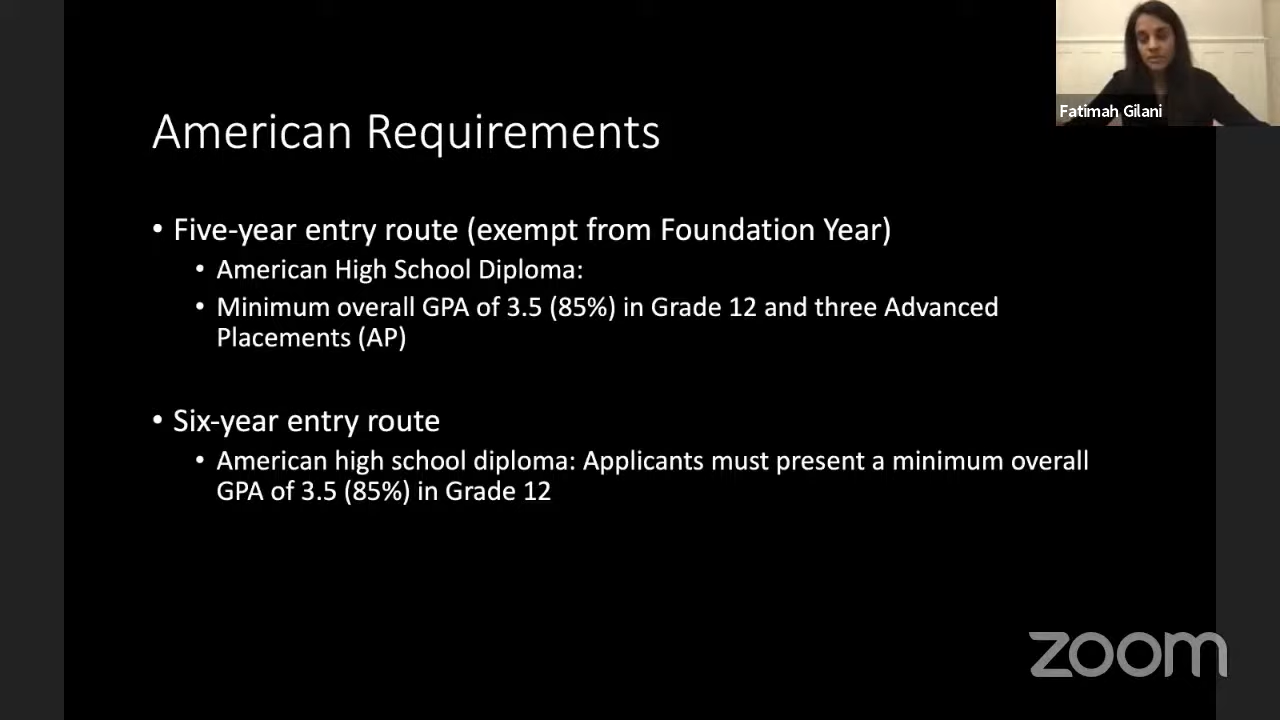 Fatimah Gilani
American Requirements
• Five-year entry route (exempt from Foundation Year)
• American High School Diploma:
• Minimum overall GPA of 3.5 (85%) in Grade 12 and three Advanced
Placements (AP)
• Six-year entry route
• American high school diploma: Applicants must present a minimum overall
GPA of 3.5 (85%) in Grade 12
zoom